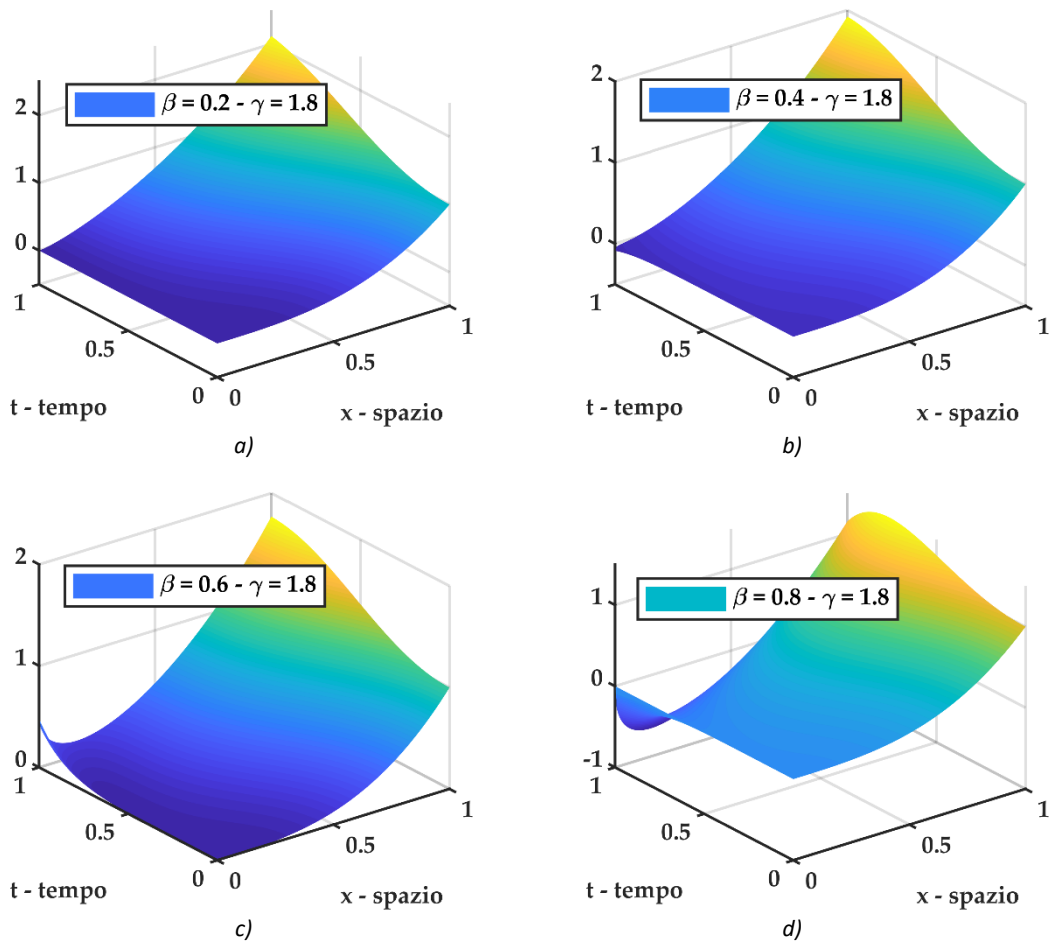 β = 0.2 - γ = 1.8
2
1
0
1
0.5
0
0
0.5
1
t - tempo
x - spazio
a)
β = 0.4 - γ = 1.8
2
1
0
1
0.5
0
0
0.5
1
t - tempo
x - spazio
b)
β = 0.6 - γ = 1.8
2
1
0
1
0.5
0
0
0.5
1
t - tempo
x - spazio
c)
β = 0.8 - γ = 1.8
1
0
-1
1
0.5
0
0
0.5
1
t - tempo
x - spazio
d)